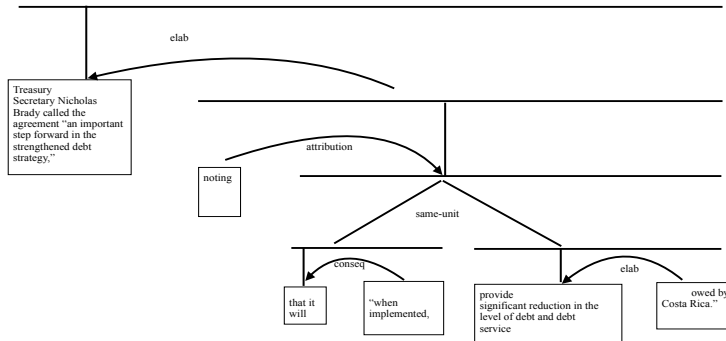 elab
Treasury
Secretary Nicholas
Brady called the
agreement “an important
step forward in the
strengthened debt
strategy,”
attribution
noting
same-unit
conseq
elab
that it
will
“when
implemented,
provide
significant reduction in the
level of debt and debt
service
owed by
Costa Rica.”